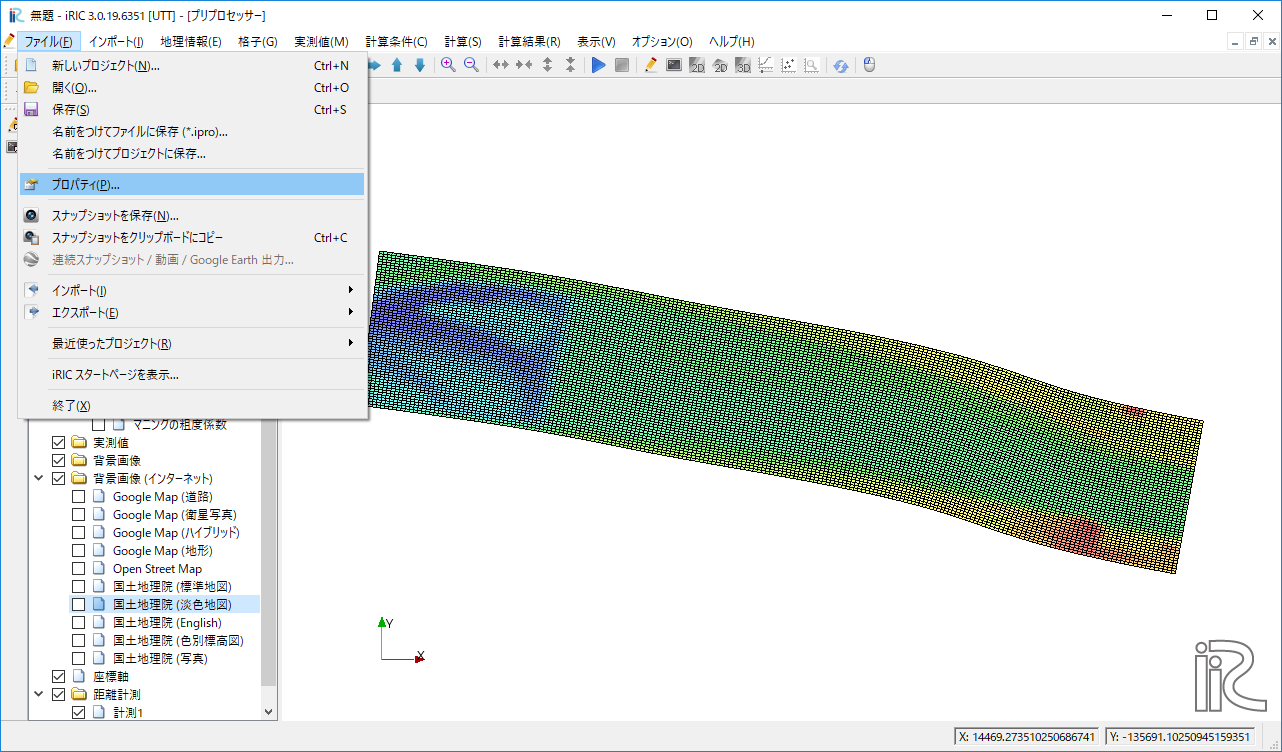 無題 - iRIC 3.0.19.6351 [UTT] - [プリプロセッサー]
ファイル(F) インポート(I) 地理情報(E) 格子(G) 実測値(M) 計算条件(C) 計算(S) 計算結果(R) 表示(V) オプション(O) ヘルプ(H)
新しいプロジェクト(N)... Ctrl+N
開く(O)... Ctrl+O
保存(S) Ctrl+S
名前をつけてファイルに保存 (*.ipro)...
名前をつけてプロジェクトに保存...
プロパティ(P)...
スナップショットを保存(N)...
スナップショットをクリップボードにコピー Ctrl+C
連続スナップショット / 動画 / Google Earth 出力...
インポート(I)
エクスポート(E)
最近使ったプロジェクト(R)
iRIC スタートページを表示...
終了(X)
マニングの粗度係数
実測値
背景画像
背景画像 (インターネット)
Google Map (道路)
Google Map (衛星写真)
Google Map (ハイブリッド)
Google Map (地形)
Open Street Map
国土地理院 (標準地図)
国土地理院 (淡色地図)
国土地理院 (English)
国土地理院 (色別標高図)
国土地理院 (写真)
座標軸
距離計測
計測1
2D 2D 3D
Y
X
iRIC
X: 14469.273510250686741 Y: -135691.10250945159351